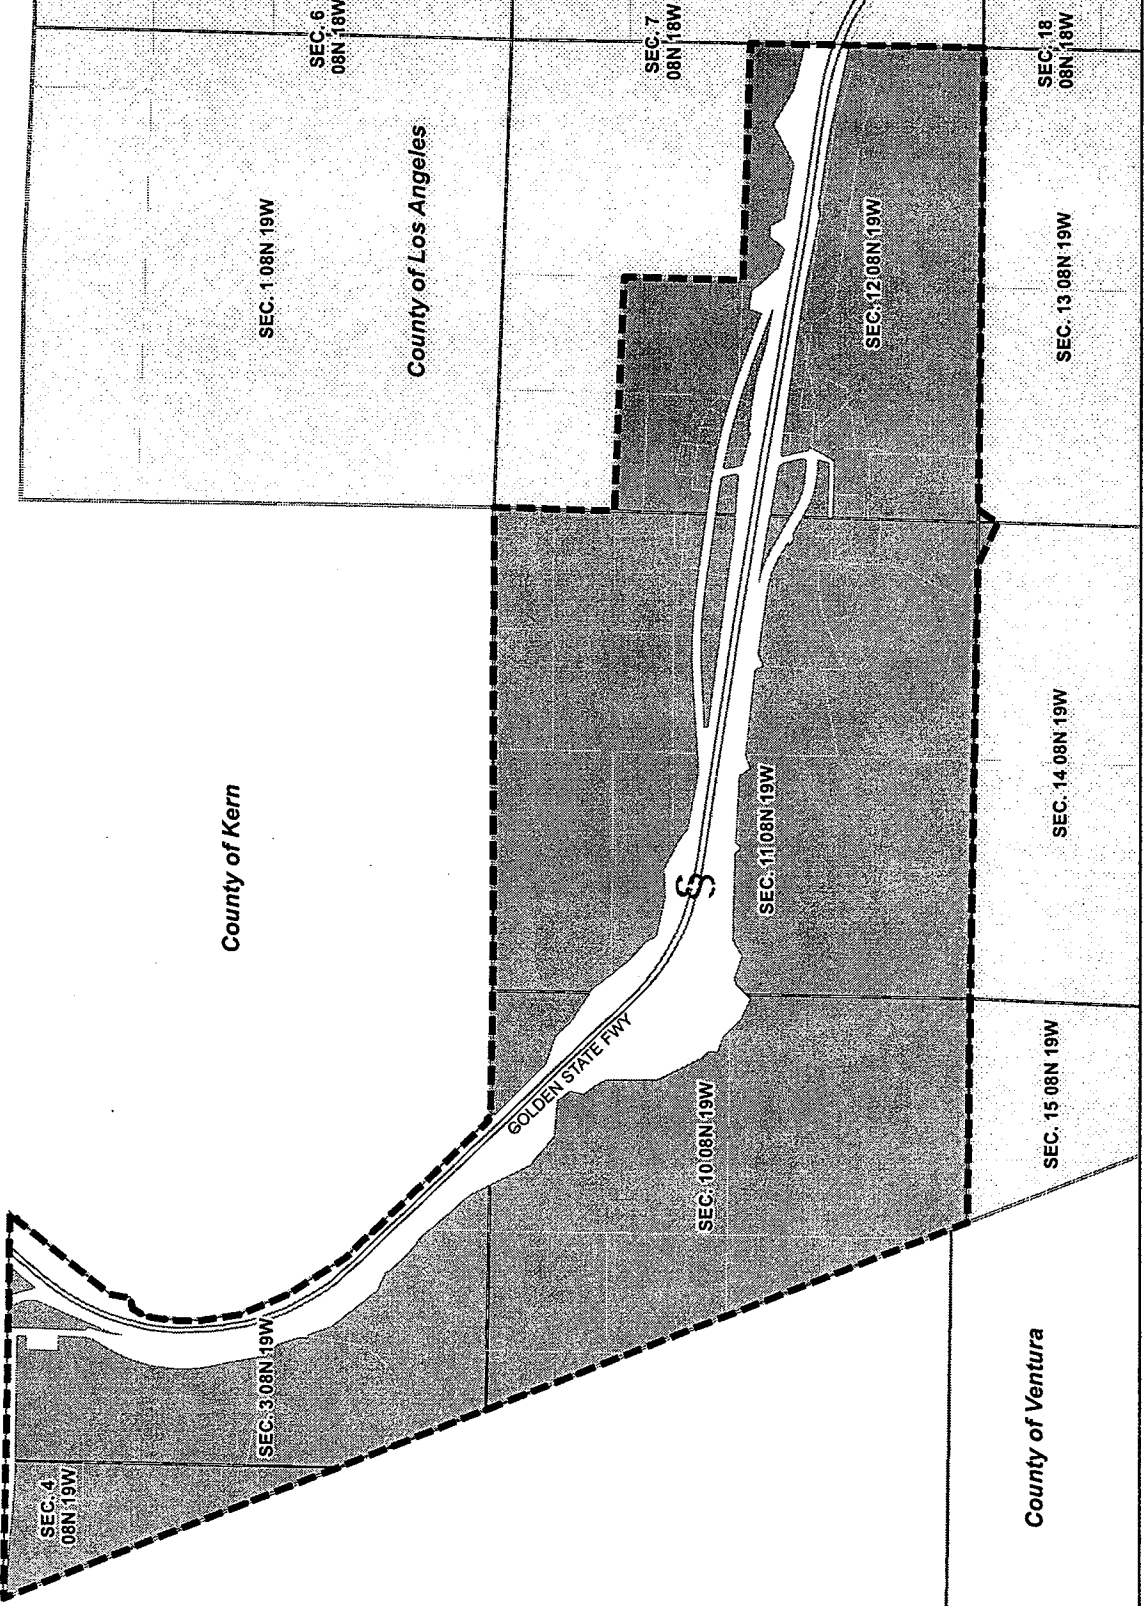 SEC. 6
08N 18W
SEC. 7
08N 18W
SEC. 18
08N 18W
SEC. 1 08N 19W
County of Los Angeles
SEC. 12 08N 19W
SEC. 13 08N 19W
County of Kern
SEC. 11 08N 19W
SEC. 14 08N 19W
GOLDEN STATE FWY
SEC. 10 08N 19W
SEC. 15 08N 19W
SEC. 3 08N 19W
SEC. 4
08N 19W
County of Ventura